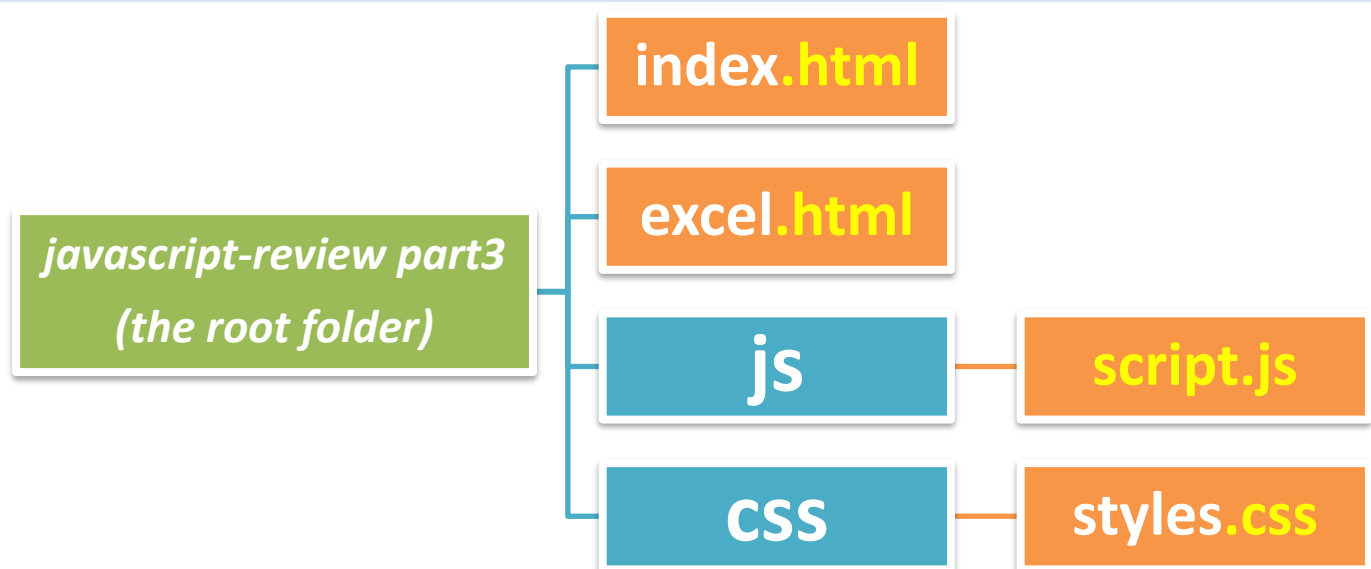 index.html
excel.html
javascript-review part3
(the root folder)
js
script.js
css
styles.css